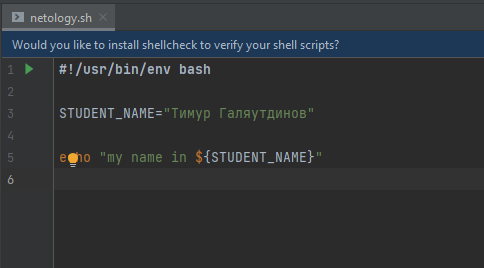 netology.sh
Would you like to install shellcheck to verify your shell scripts?
1 #!/usr/bin/env bash
2
3 STUDENT_NAME="Тимур Галяутдинов"
4
5 echo "my name in ${STUDENT_NAME}"
6